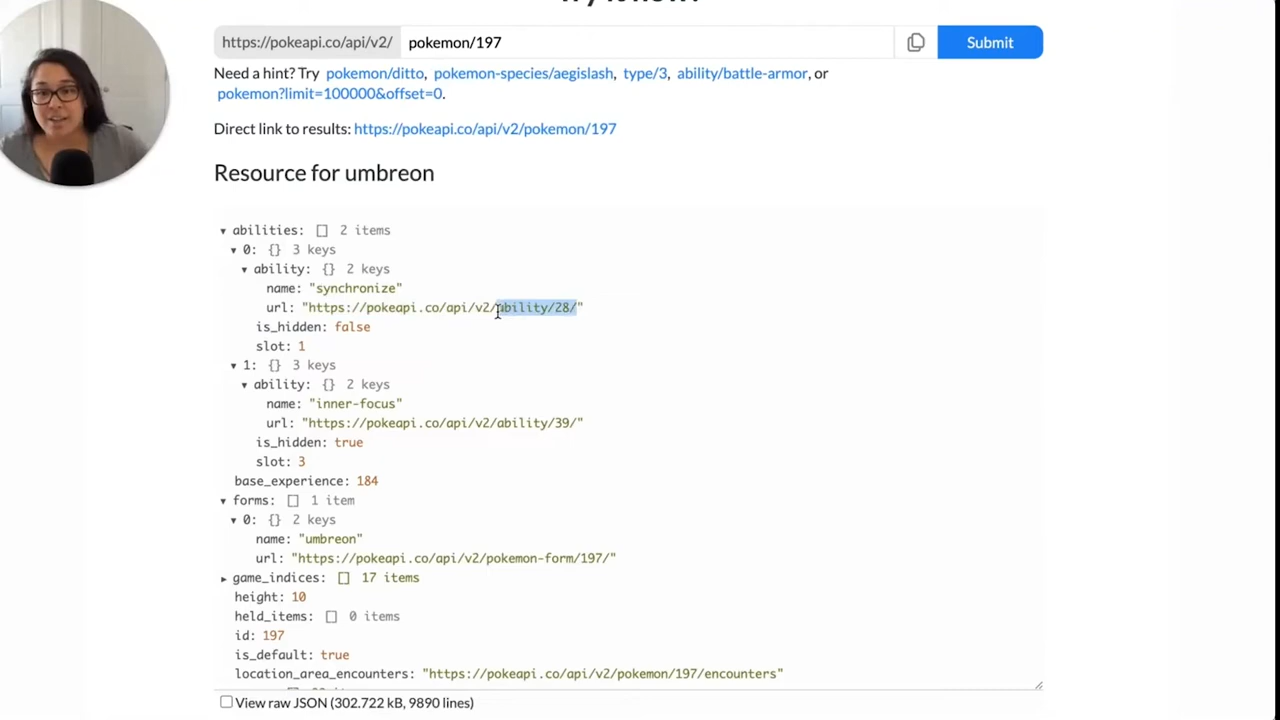 https://pokeapi.co/api/v2/ pokemon/197 Submit
Need a hint? Try pokemon/ditto, pokemon-species/aegislash, type/3, ability/battle-armor, or
pokemon?limit=100000&offset=0.
Direct link to results: https://pokeapi.co/api/v2/pokemon/197
Resource for umbreon
abilities: [] 2 items
0: {} 3 keys
ability: {} 2 keys
name: "synchronize"
url: "https://pokeapi.co/api/v2/ability/28/"
is_hidden: false
slot: 1
1: {} 3 keys
ability: {} 2 keys
name: "inner-focus"
url: "https://pokeapi.co/api/v2/ability/39/"
is_hidden: true
slot: 3
base_experience: 184
forms: [] 1 item
0: {} 2 keys
name: "umbreon"
url: "https://pokeapi.co/api/v2/pokemon-form/197/"
game_indices: [] 17 items
height: 10
held_items: [] 0 items
id: 197
is_default: true
location_area_encounters: "https://pokeapi.co/api/v2/pokemon/197/encounters"
View raw JSON (302.722 kB, 9890 lines)